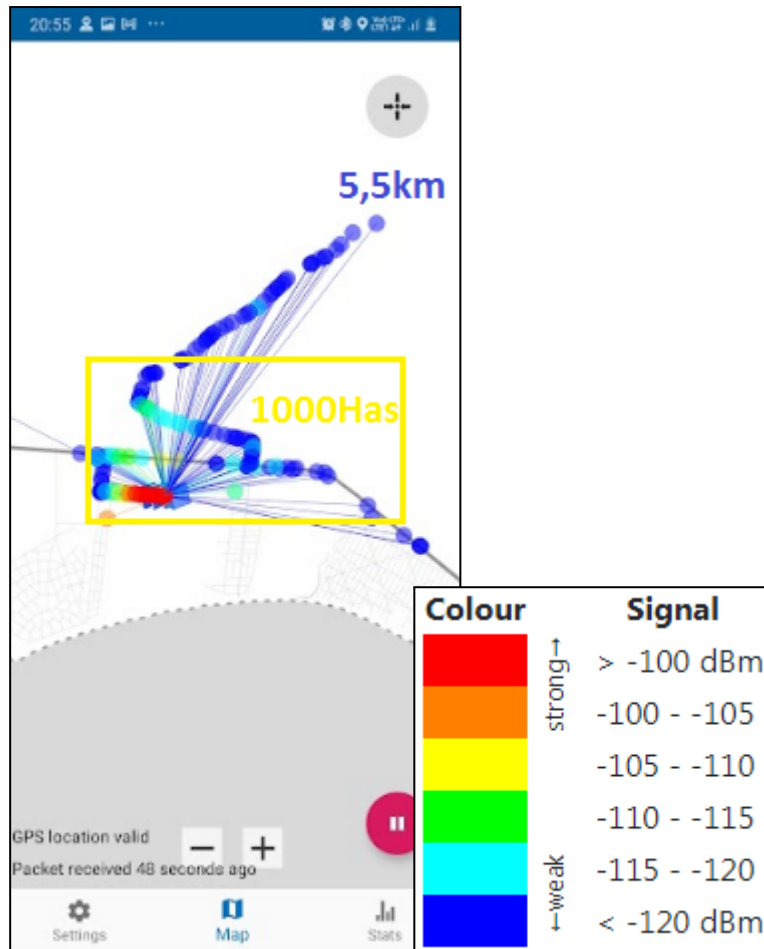 20:55
5,5km
1000Has
GPS location valid
Packet received 48 seconds ago
− +
Settings Map Stats
Colour Signal
strong→
←weak
> -100 dBm
-100 - -105
-105 - -110
-110 - -115
-115 - -120
< -120 dBm